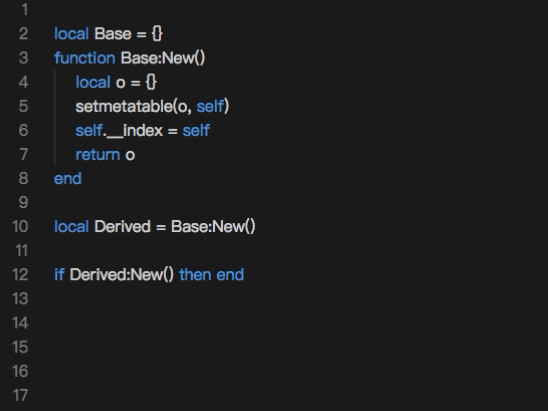 1
2 local Base = {}
3 function Base:New()
4 local o = {}
5 setmetatable(o, self)
6 self.__index = self
7 return o
8 end
9
10 local Derived = Base:New()
11
12 if Derived:New() then end
13
14
15
16
17